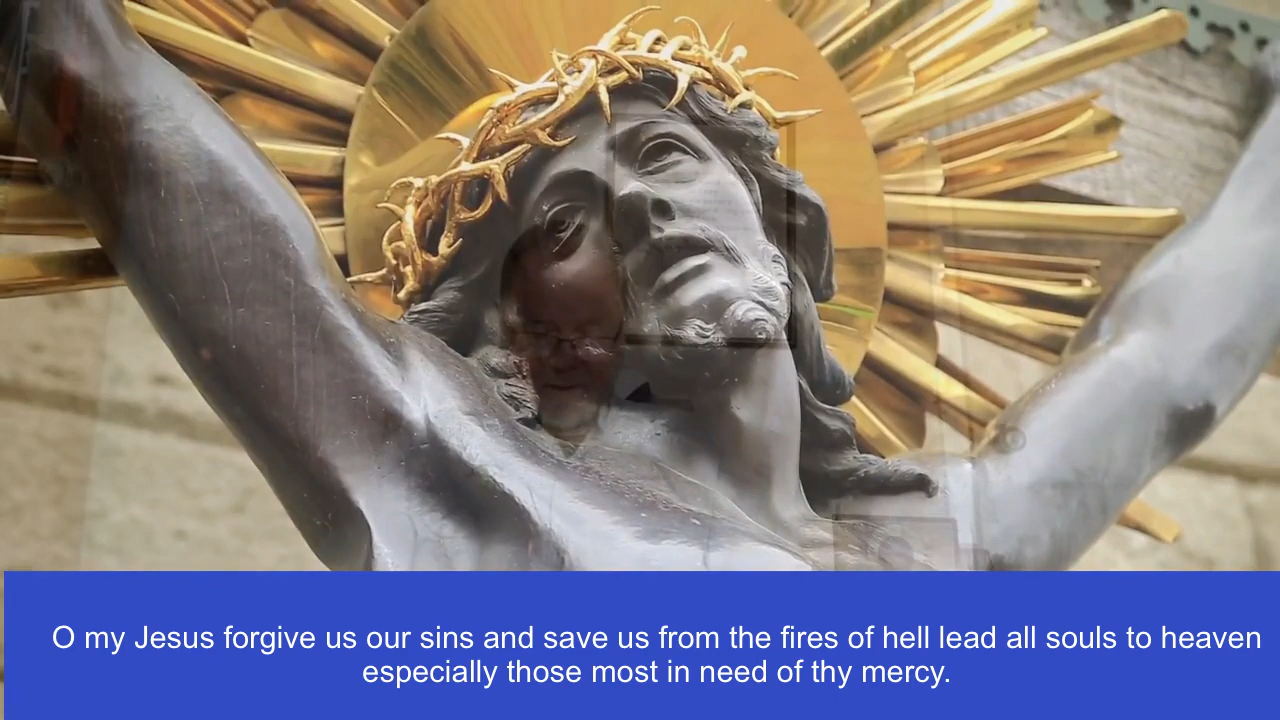 O my Jesus forgive us our sins and save us from the fires of hell lead all souls to heaven
especially those most in need of thy mercy.